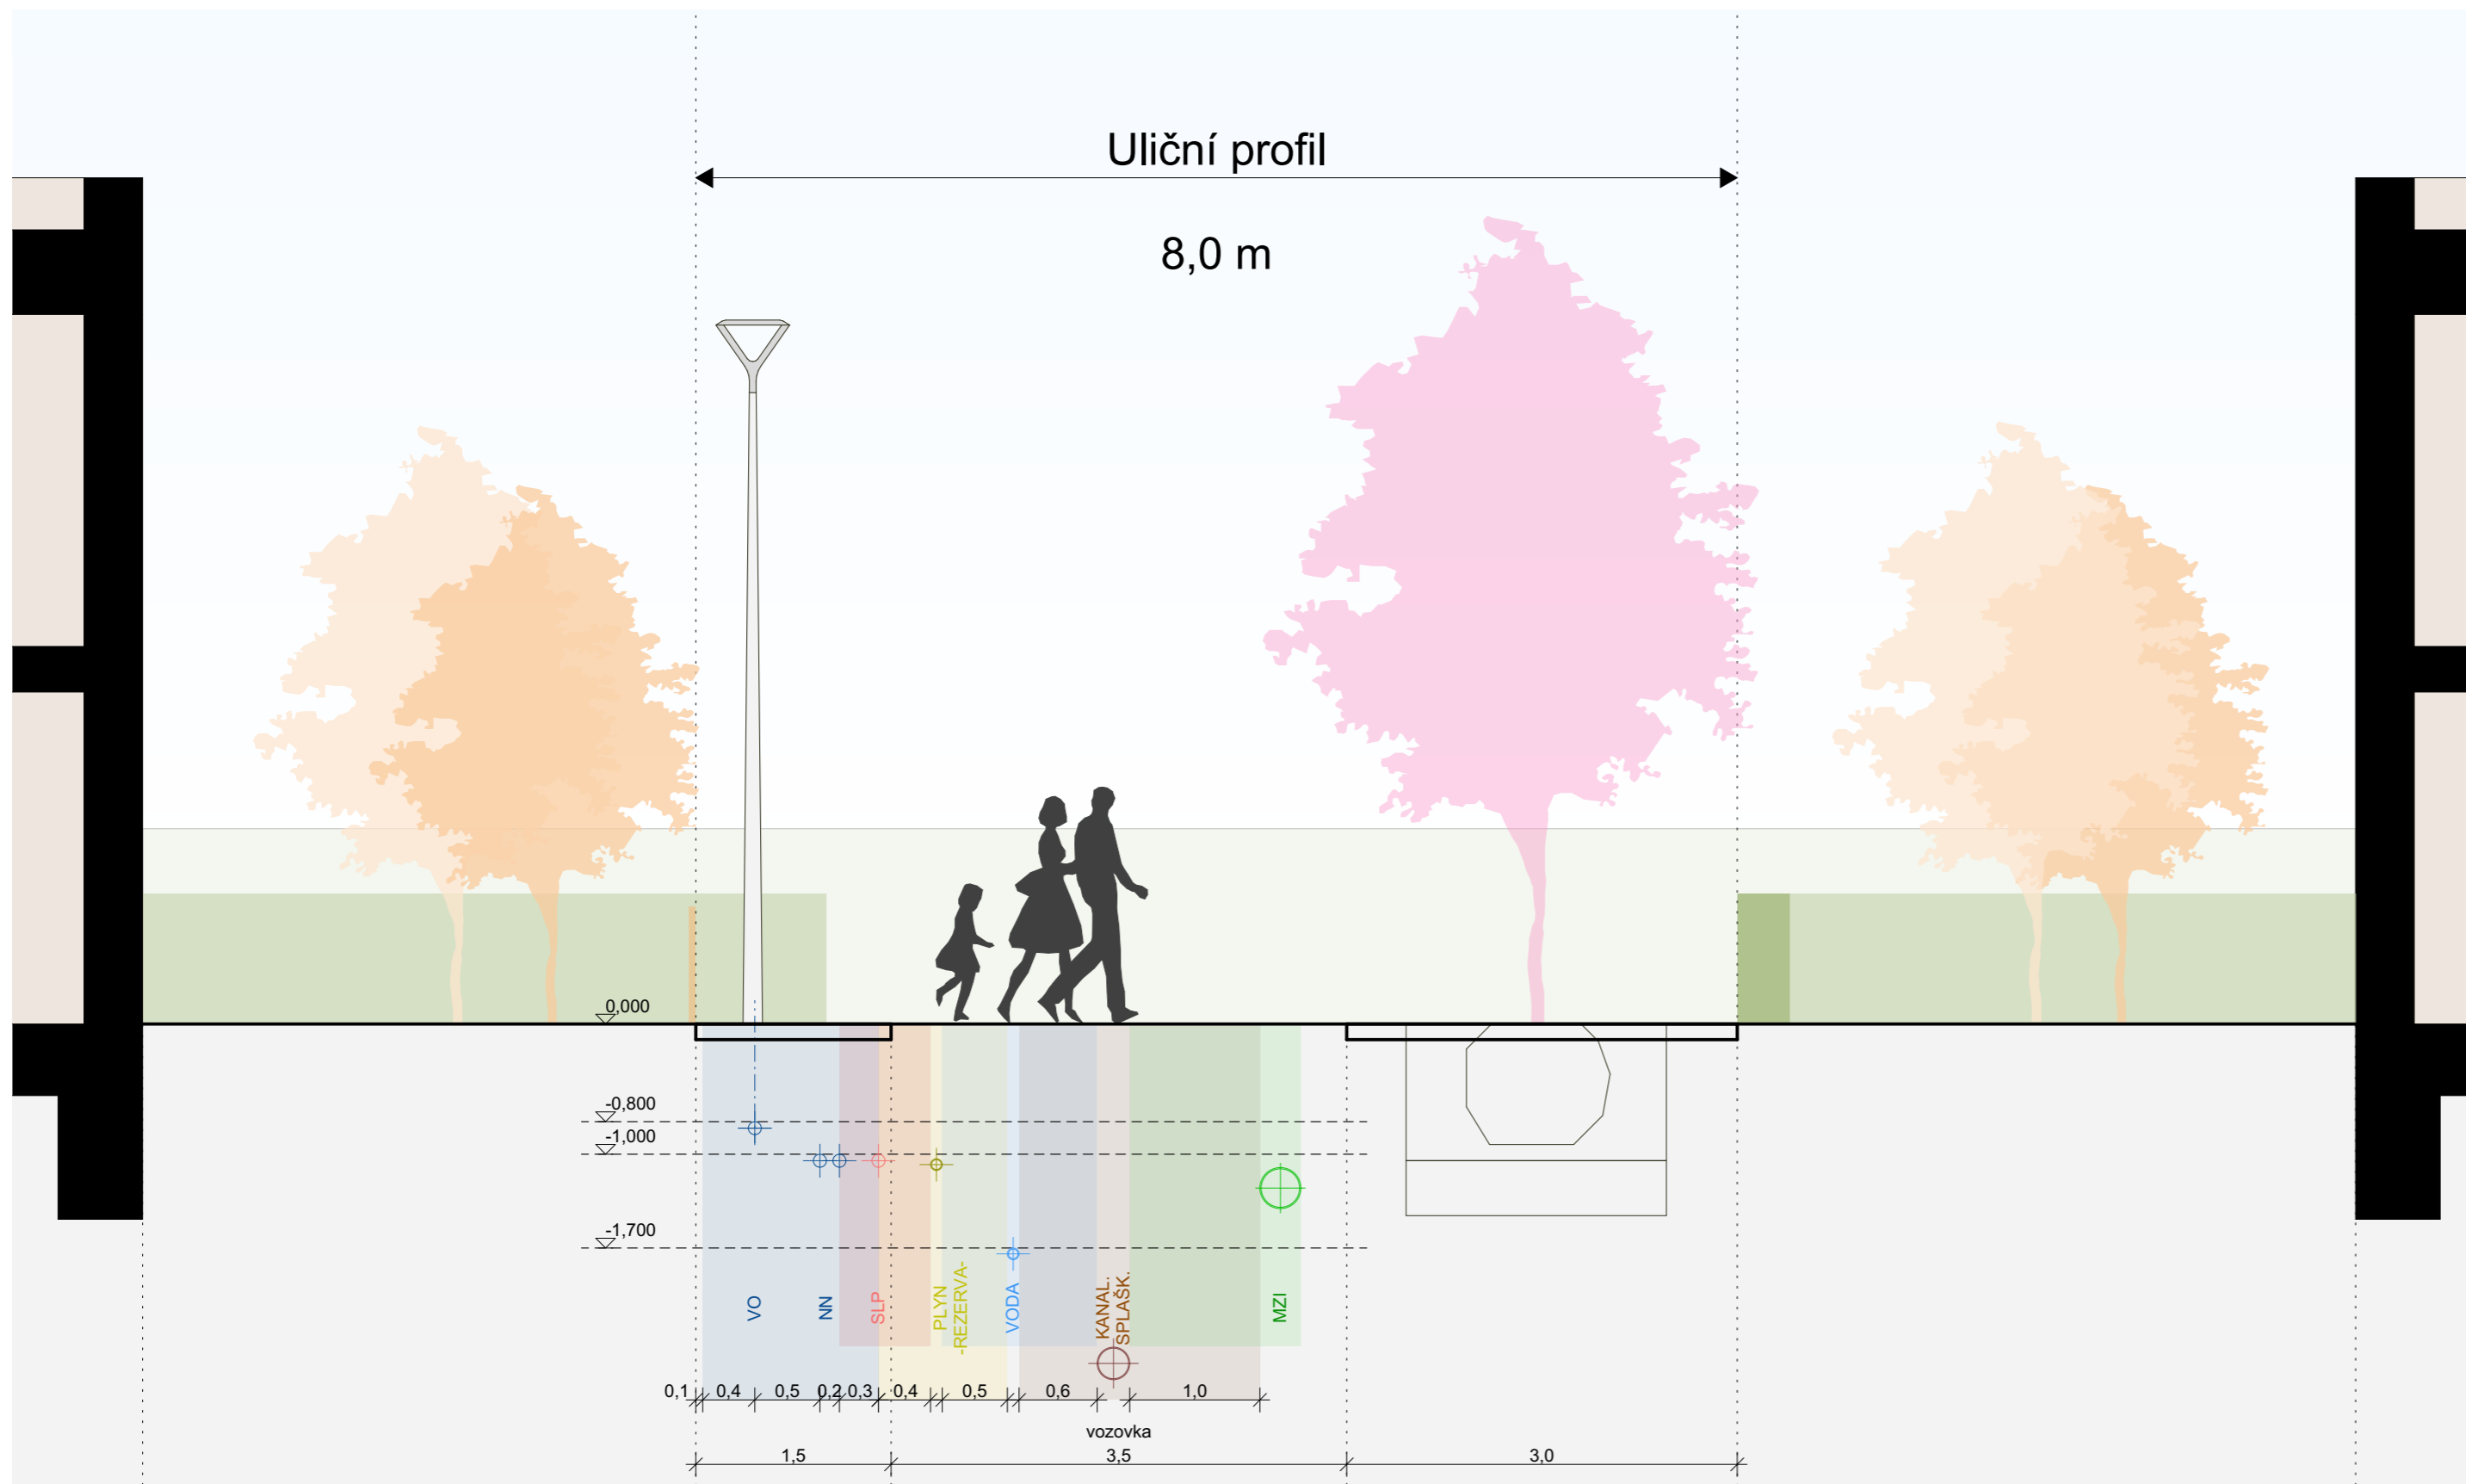 Uliční profil
8,0 m
0,000
-0,800
-1,000
-1,700
VO
NN
SLP
PLYN
-REZERVA-
VODA
KANAL.
SPLAŠK.
MZI
0,1 0,4 0,5 0,2 0,3 0,4 0,5 0,6 1,0
vozovka
1,5 3,5 3,0